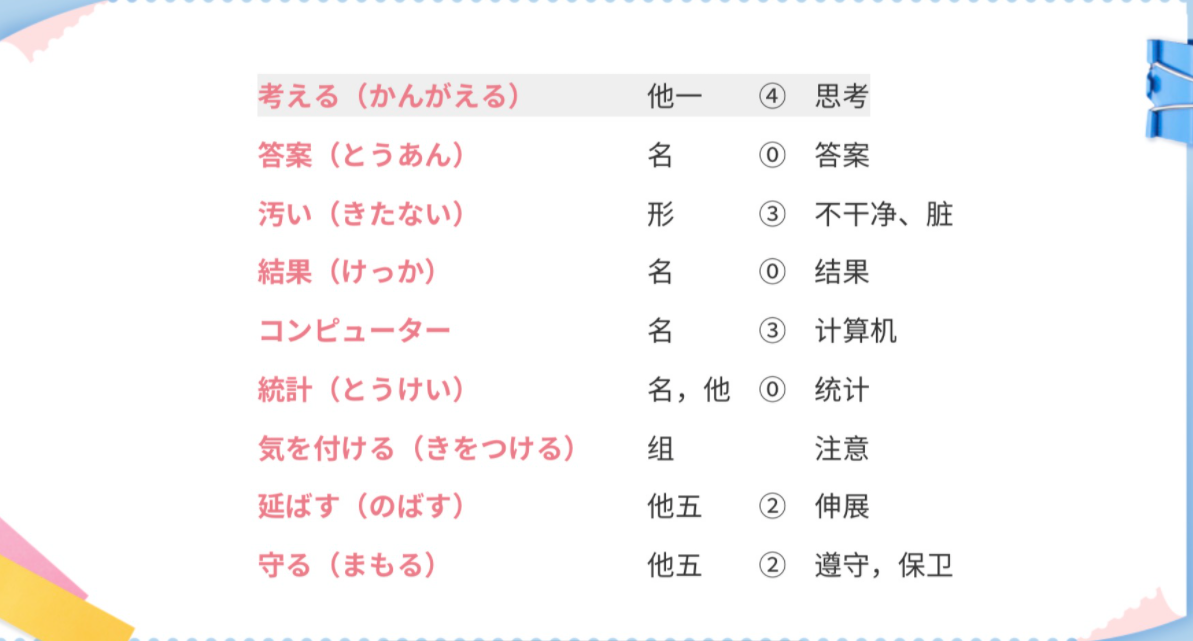 考える（かんがえる） 他一 ④ 思考
答案（とうあん） 名 ⓪ 答案
汚い（きたない） 形 ③ 不干净、脏
結果（けっか） 名 ⓪ 结果
コンピューター 名 ③ 计算机
統計（とうけい） 名，他 ⓪ 统计
気を付ける（きをつける） 组 注意
延ばす（のばす） 他五 ② 伸展
守る（まもる） 他五 ② 遵守，保卫